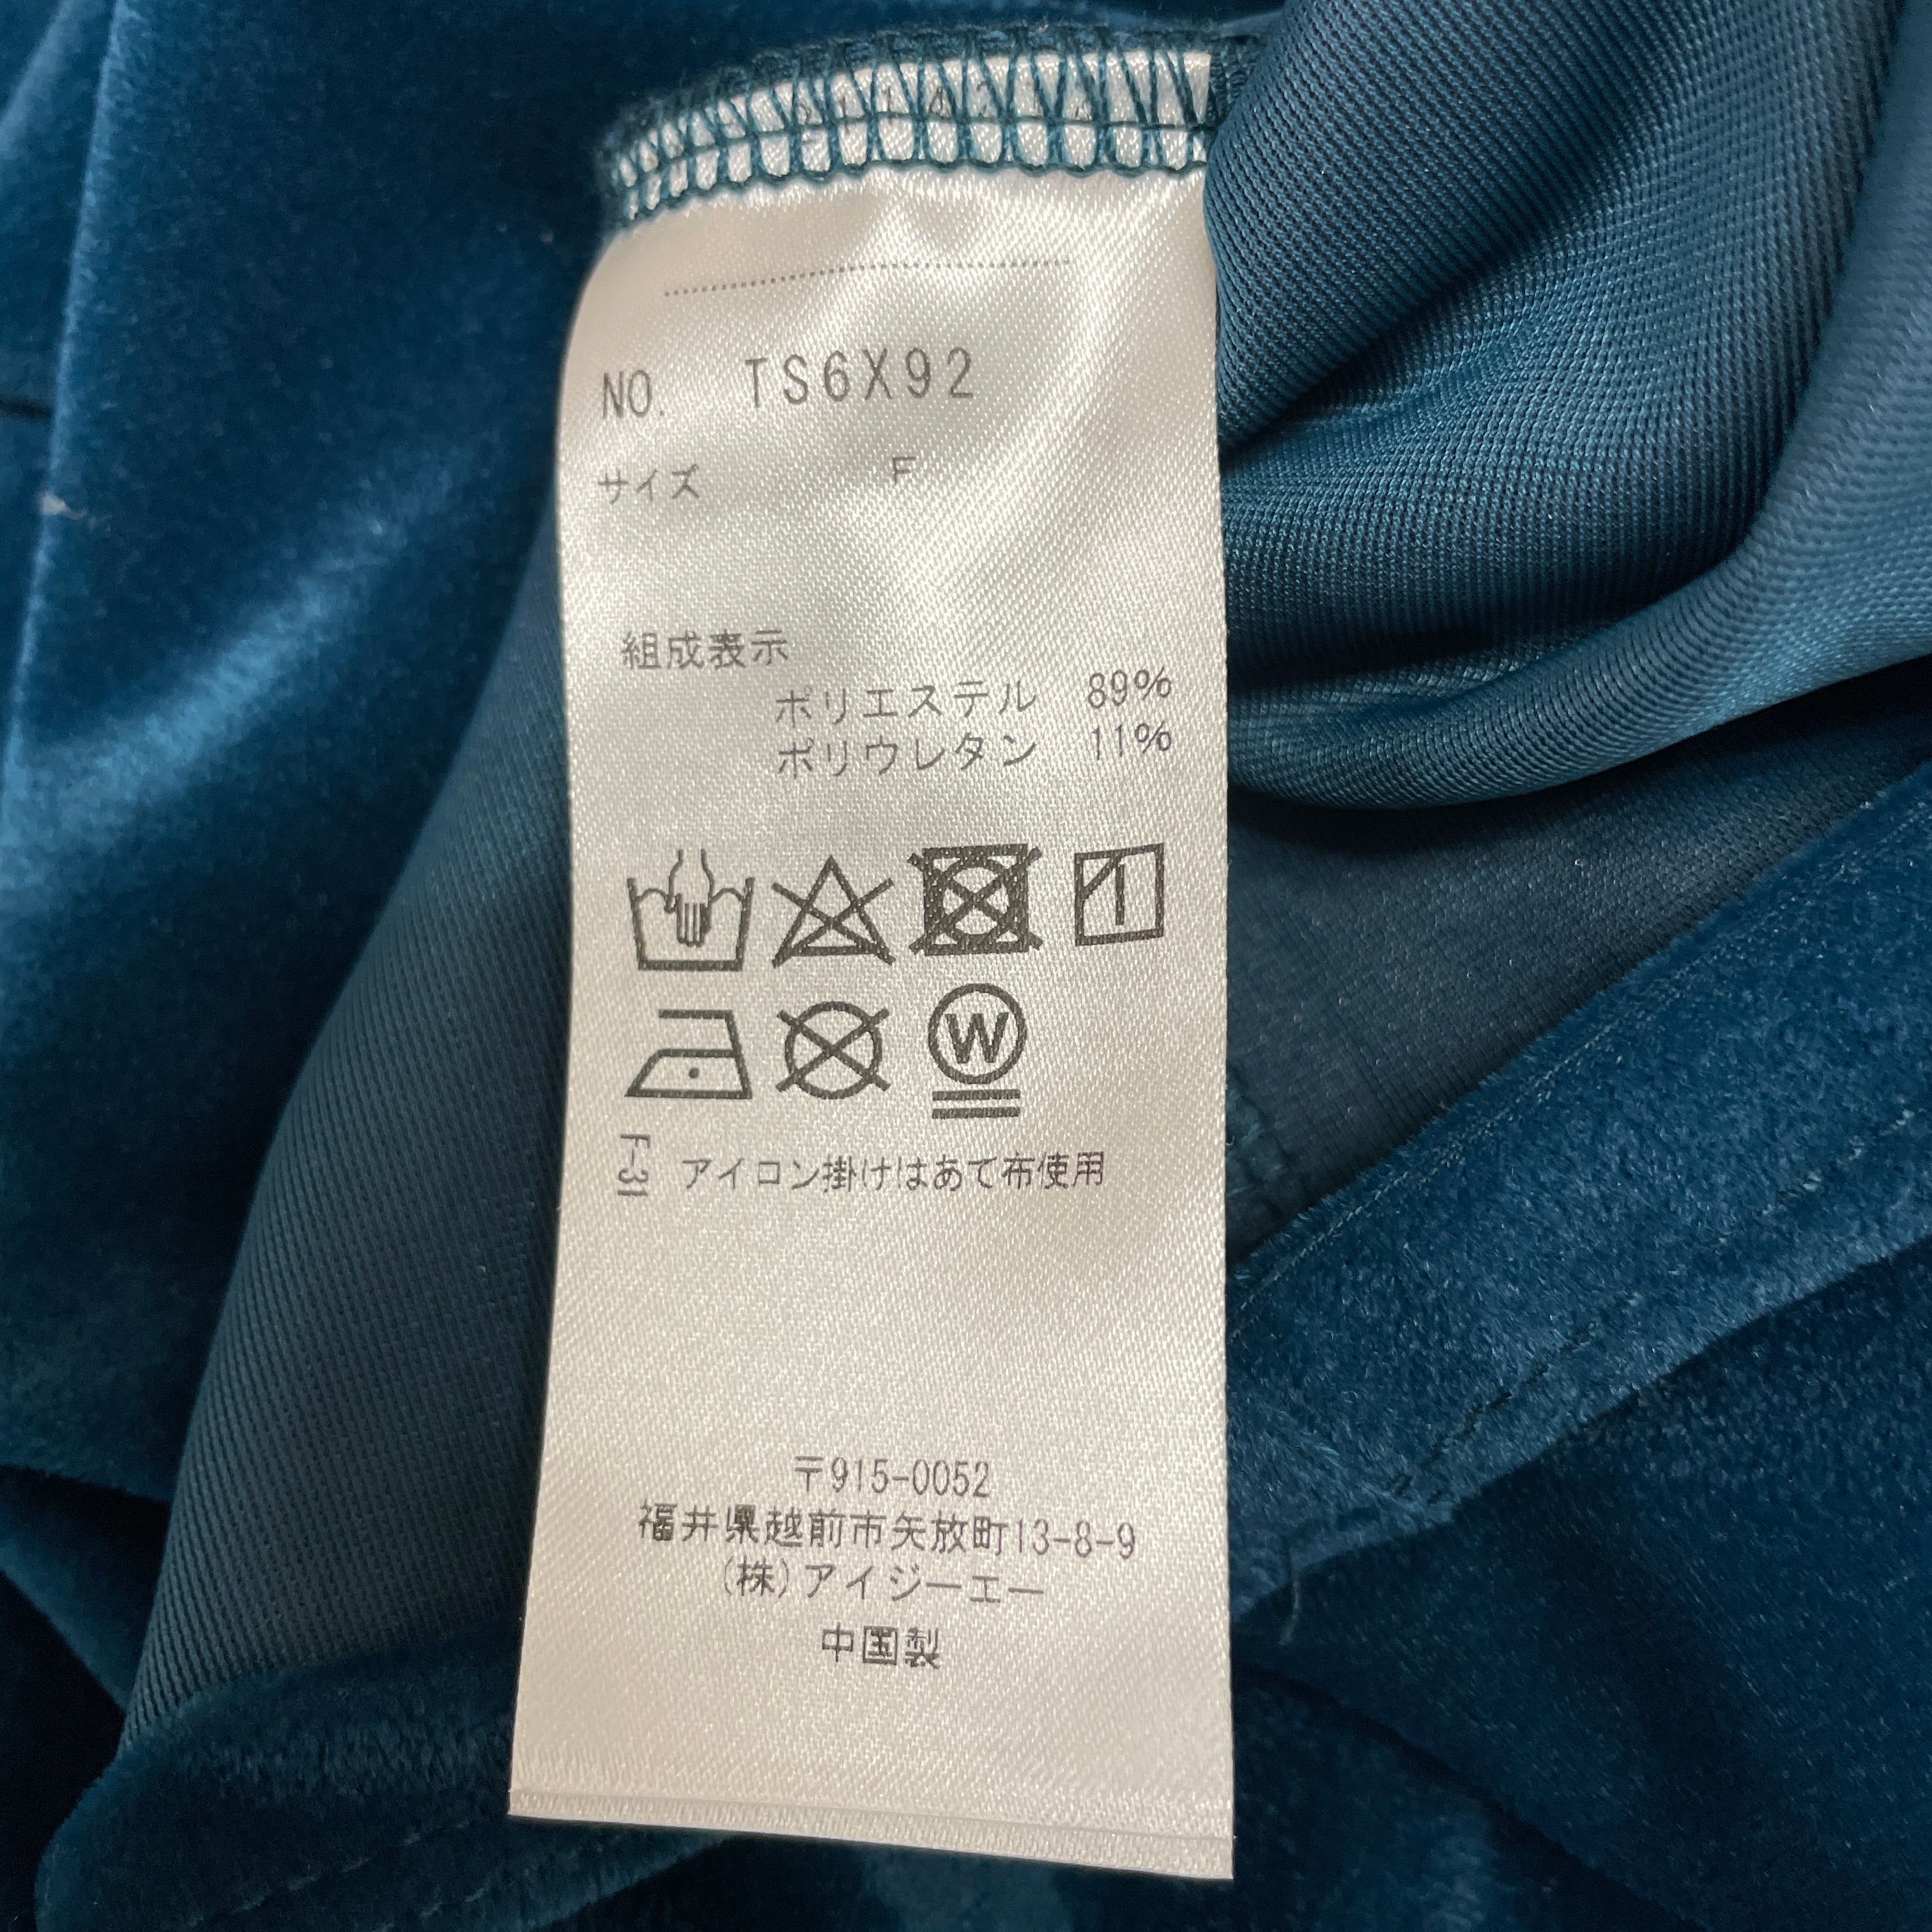 NO. TS6X92
サイズ F
組成表示
ポリエステル 89%
ポリウレタン 11%
W
F-31 アイロン掛けはあて布使用
〒915-0052
福井県越前市矢放町13-8-9
(株)アイジーエー
中国製